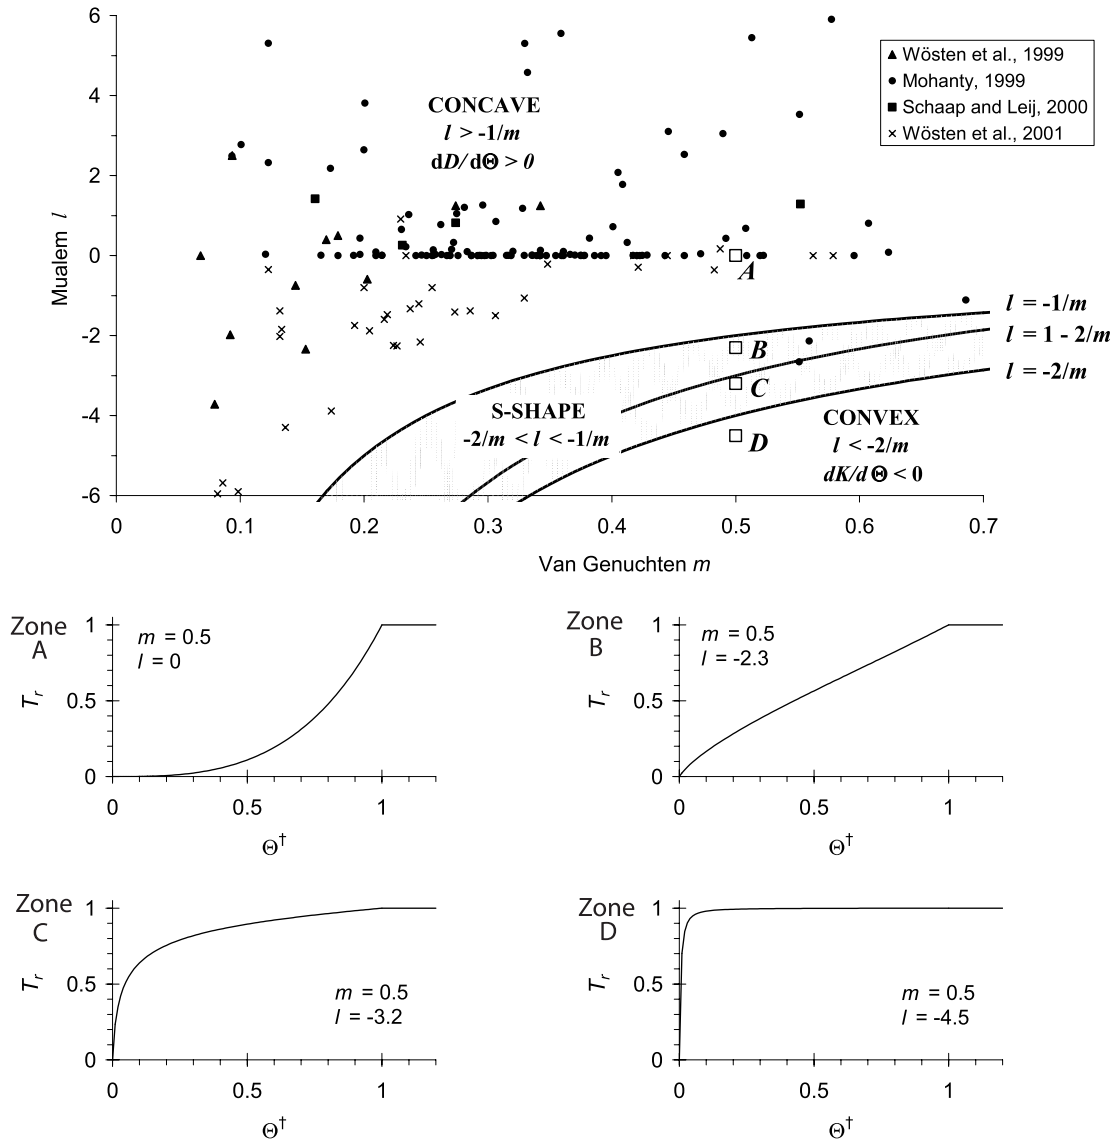 6
4
2
0
-2
-4
-6
Mualem l
0
0.1
0.2
0.3
0.4
0.5
0.6
0.7
Van Genuchten m
Wösten et al., 1999
Mohanty, 1999
Schaap and Leij, 2000
Wösten et al., 2001
CONCAVE
l > -1/m
dD/dΘ > 0
A
B
C
D
l = -1/m
l = 1 - 2/m
l = -2/m
S-SHAPE
-2/m < l < -1/m
CONVEX
l < -2/m
dK/dΘ < 0
Zone
A
m = 0.5
l = 0
1
0.5
0
Tr
0
0.5
1
Θ†
Zone
B
m = 0.5
l = -2.3
1
0.5
0
Tr
0
0.5
1
Θ†
Zone
C
m = 0.5
l = -3.2
1
0.5
0
Tr
0
0.5
1
Θ†
Zone
D
m = 0.5
l = -4.5
1
0.5
0
Tr
0
0.5
1
Θ†